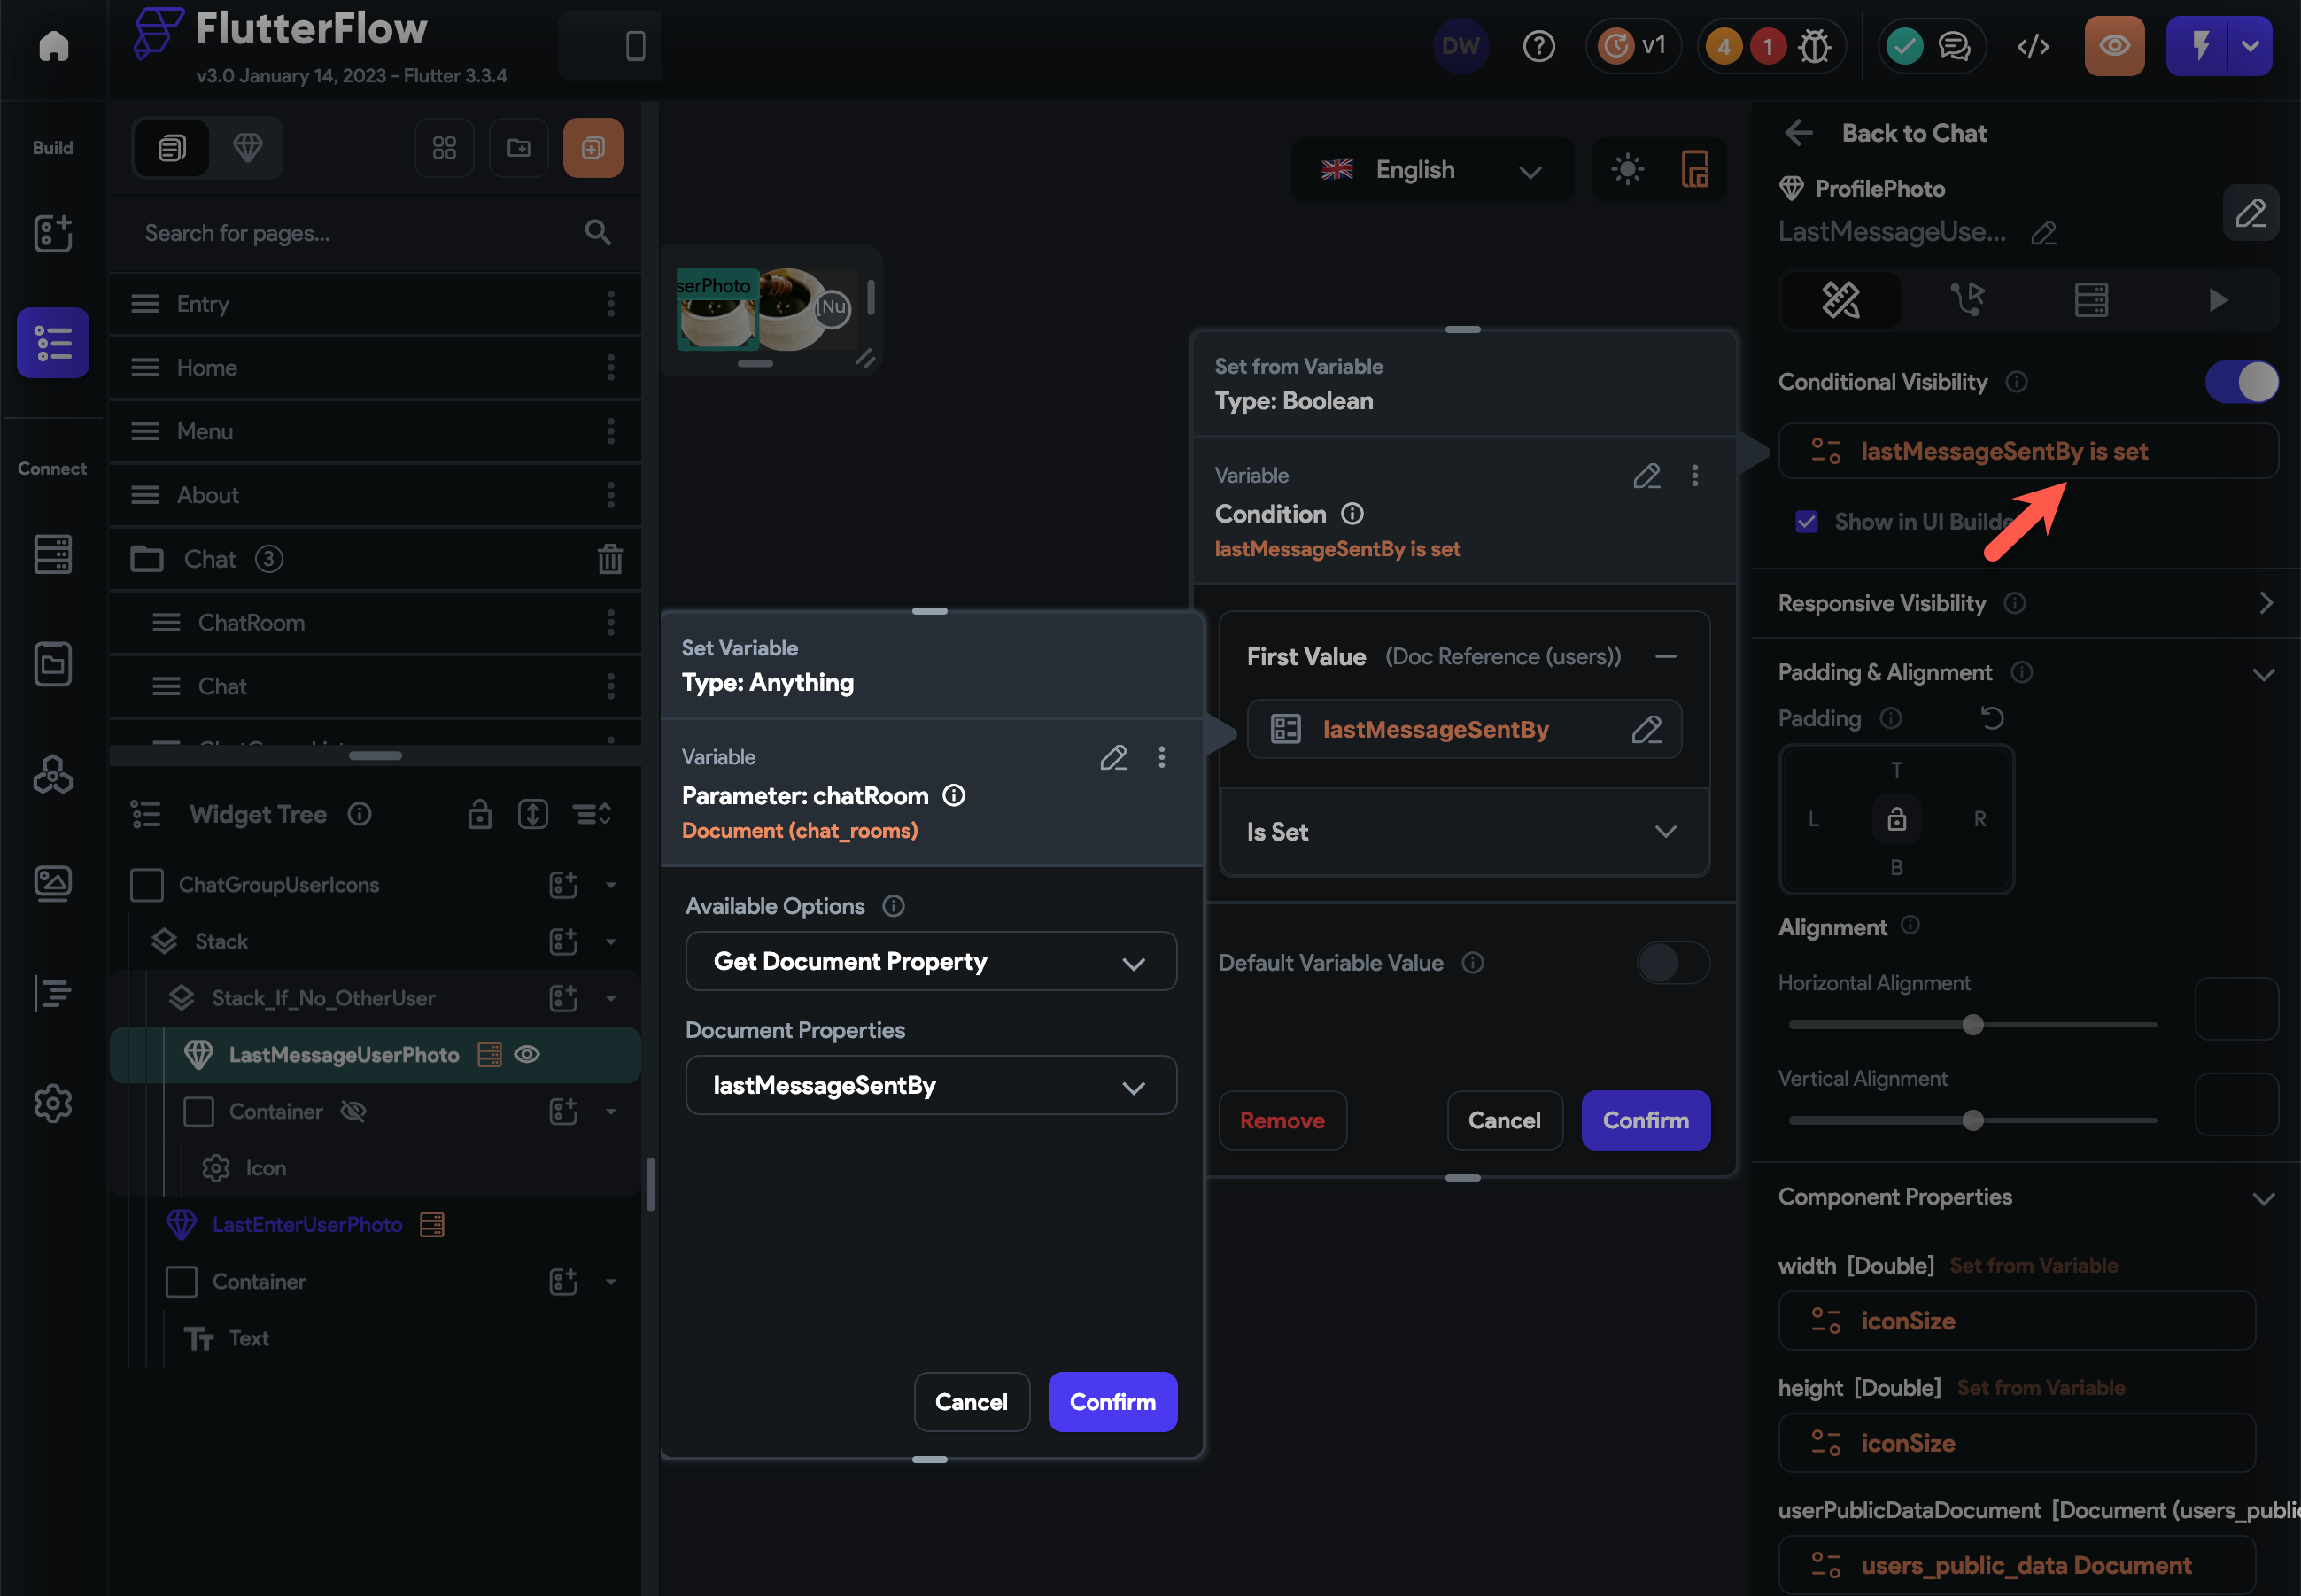 FlutterFlow
v3.0 January 14, 2023 - Flutter 3.3.4
DW
v1
4
1
Build
Connect
Search for pages...
Entry
Home
Menu
About
Chat 3
ChatRoom
Chat
Widget Tree
ChatGroupUserIcons
Stack
Stack_If_No_OtherUser
LastMessageUserPhoto
Container
Icon
LastEnterUserPhoto
Container
Text
English
serPhoto
[Nu
Set Variable
Type: Anything
Variable
Parameter: chatRoom
Document (chat_rooms)
Available Options
Get Document Property
Document Properties
lastMessageSentBy
Cancel
Confirm
Set from Variable
Type: Boolean
Variable
Condition
lastMessageSentBy is set
First Value (Doc Reference (users))
lastMessageSentBy
Is Set
Default Variable Value
Remove
Cancel
Confirm
Back to Chat
ProfilePhoto
LastMessageUse...
Conditional Visibility
lastMessageSentBy is set
Show in UI Builde
Responsive Visibility
Padding & Alignment
Padding
T
L
R
B
Alignment
Horizontal Alignment
Vertical Alignment
Component Properties
width [Double] Set from Variable
iconSize
height [Double] Set from Variable
iconSize
userPublicDataDocument [Document (users_public
users_public_data Document